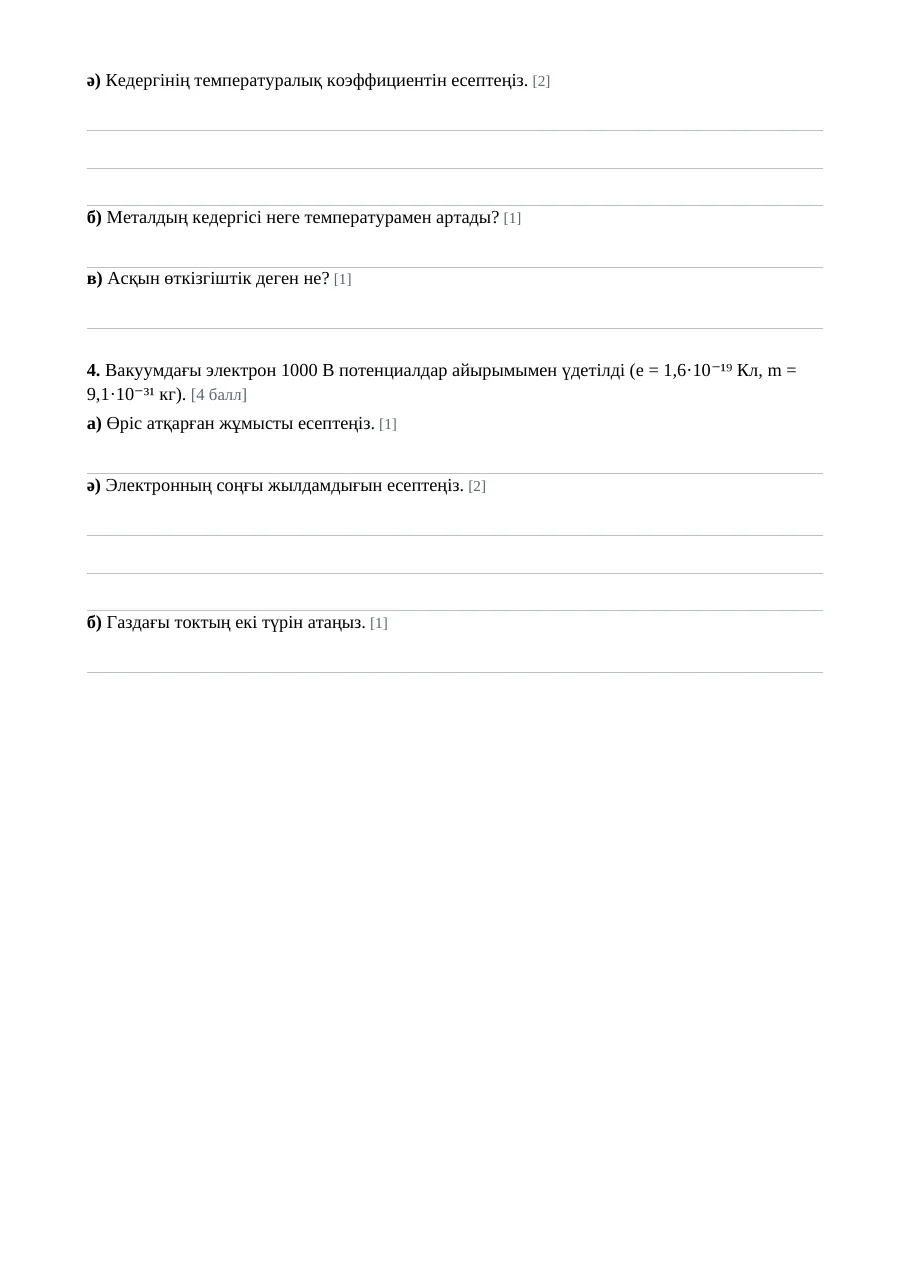 ә) Кедергінің температуралық коэффициентін есептеңіз. [2]
б) Металдың кедергісі неге температурамен артады? [1]
в) Асқын өткізгіштік деген не? [1]
4. Вакуумдағы электрон 1000 В потенциалдар айырымымен үдетілді (e = 1,6·10⁻¹⁹ Кл, m =
9,1·10⁻³¹ кг). [4 балл]
а) Өріс атқарған жұмысты есептеңіз. [1]
ә) Электронның соңғы жылдамдығын есептеңіз. [2]
б) Газдағы токтың екі түрін атаңыз. [1]